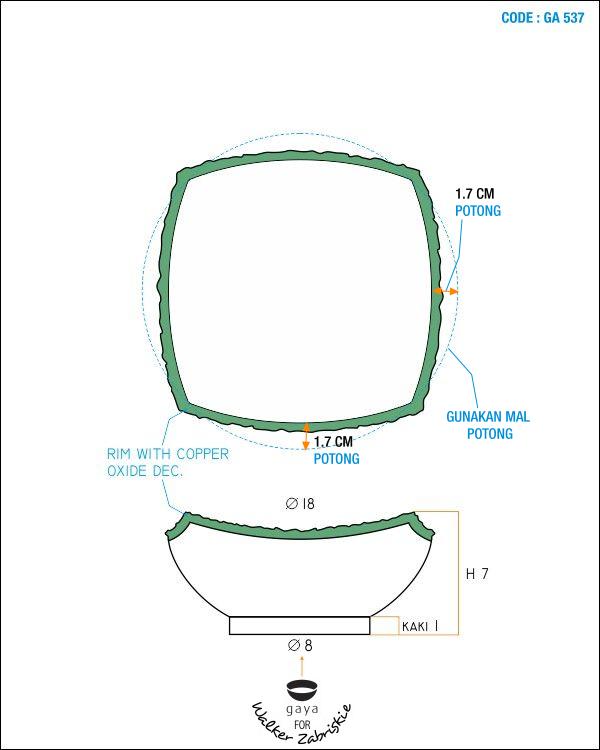 CODE : GA 537
1.7 CM
POTONG
GUNAKAN MAL
POTONG
1.7 CM
POTONG
RIM WITH COPPER
OXIDE DEC.
∅ 18
H 7
KAKI 1
∅ 8
gaya
FOR
Walker Zabriskie